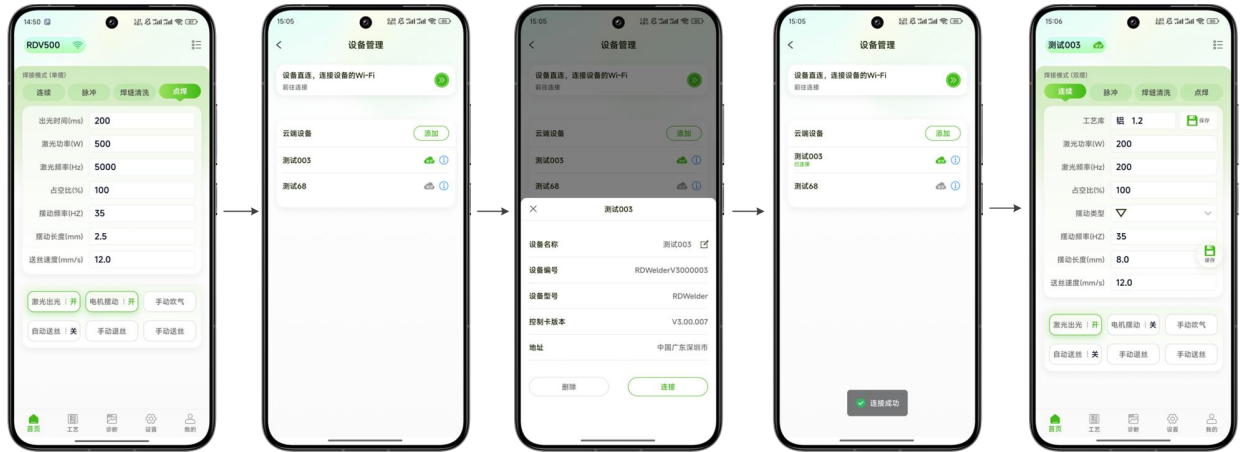 14:50
RDV500
焊接模式 (单摆)
连续 脉冲 焊缝清洗 点焊
出光时间(ms) 200
激光功率(W) 500
激光频率(Hz) 5000
占空比(%) 100
摆动频率(HZ) 35
摆动长度(mm) 2.5
送丝速度(mm/s) 12.0
激光出光 | 开 电机摆动 | 开 手动吹气
自动送丝 | 关 手动退丝 手动送丝
首页 工艺 诊断 设置 我的
15:05
设备管理
设备直连，连接设备的Wi-Fi
前往连接
云端设备 添加
测试003
测试68
15:05
设备管理
设备直连，连接设备的Wi-Fi
前往连接
云端设备 添加
测试003
测试68
测试003
设备名称 测试003
设备编号 RDWelderV3000003
设备型号 RDWelder
控制卡版本 V3.00.007
地址 中国广东深圳市
删除 连接
15:05
设备管理
设备直连，连接设备的Wi-Fi
前往连接
云端设备 添加
测试003
已连接
测试68
连接成功
15:06
测试003
焊接模式 (双摆)
连续 脉冲 焊缝清洗 点焊
工艺库 铝 1.2 保存
激光功率(W) 200
激光频率(Hz) 200
占空比(%) 100
摆动类型
摆动频率(HZ) 35
摆动长度(mm) 8.0
保存
送丝速度(mm/s) 12.0
激光出光 | 开 电机摆动 | 关 手动吹气
自动送丝 | 关 手动退丝 手动送丝
首页 工艺 诊断 设置 我的